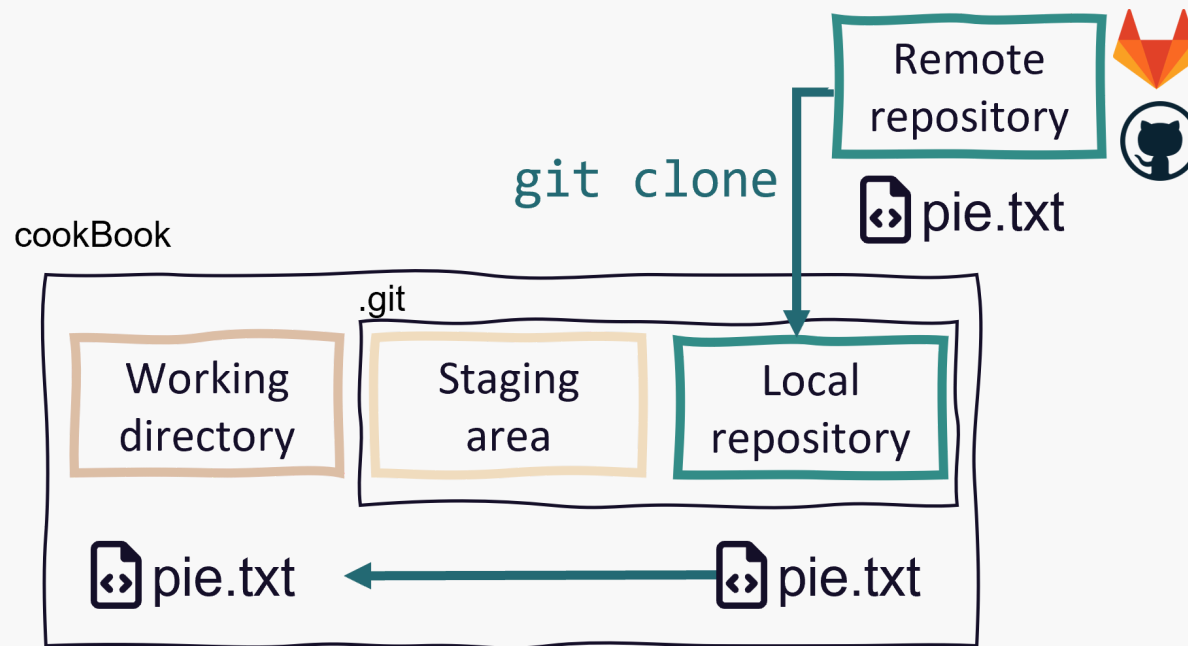 Remote
repository
git clone
pie.txt
cookBook
.git
Working
directory
Staging
area
Local
repository
pie.txt
pie.txt